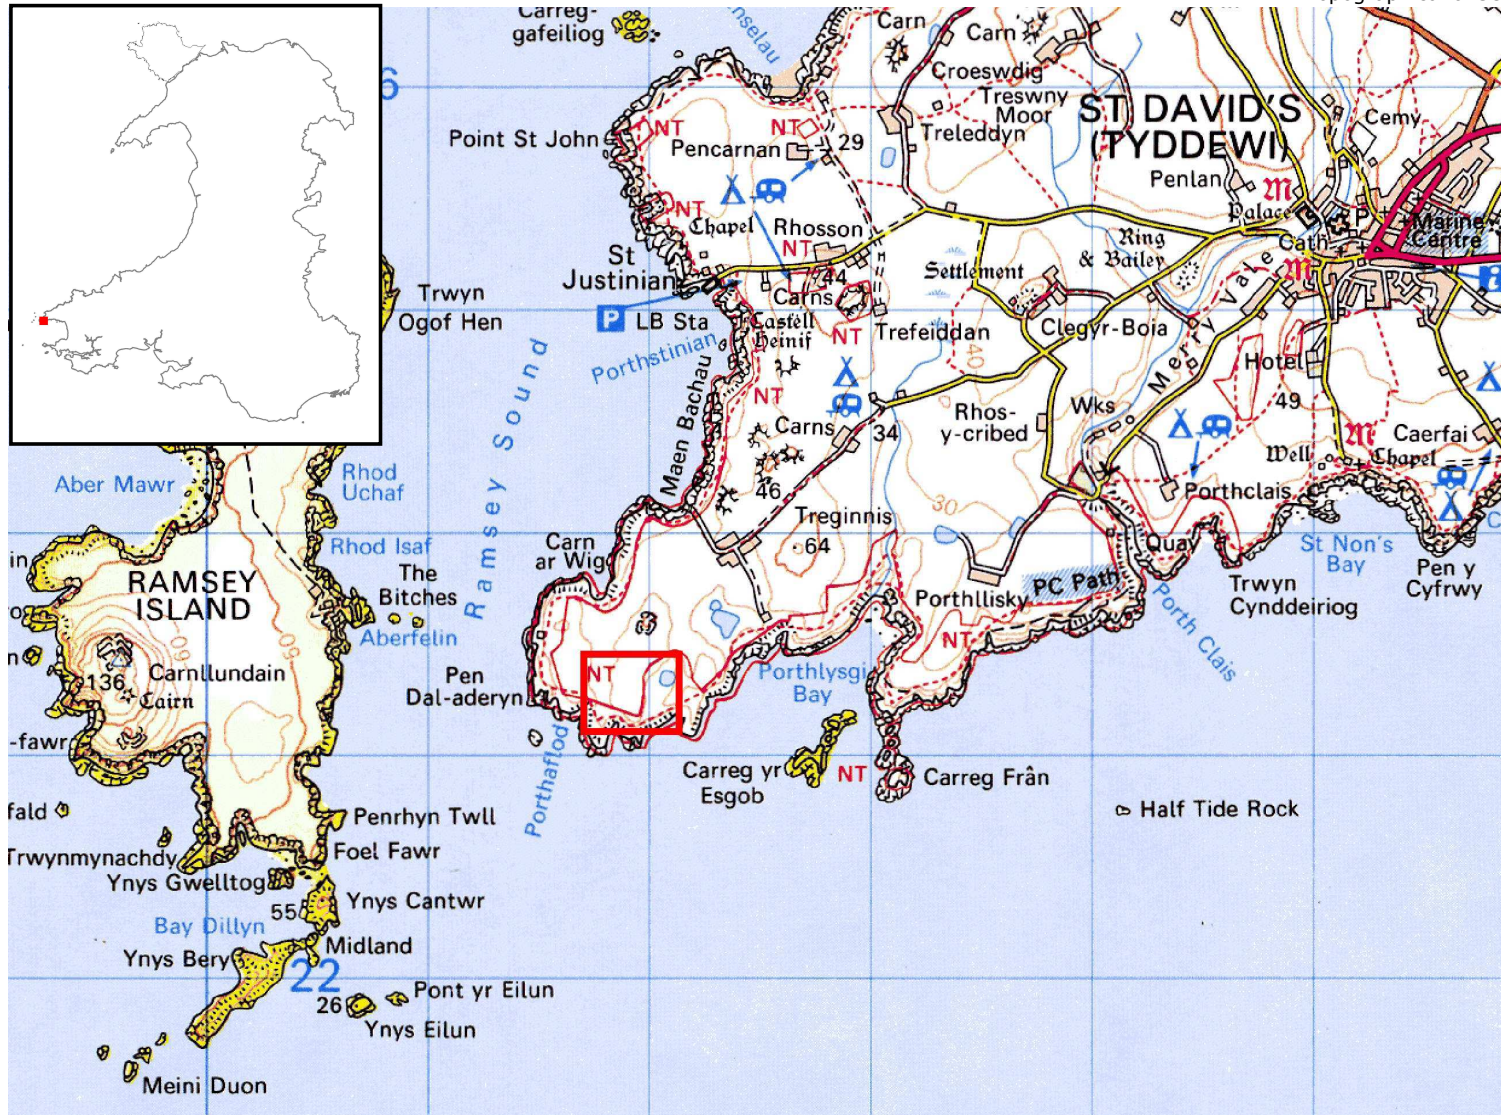 Carreg-
gafeiliog
Carn
Carn
Croeswdig
Treswny
Moor
Treleddyn
ST DAVID'S
(TYDDEWI)
Cemy
6
Point St John
NT
NT
Pencarnan
29
Penlan
Palace
P
Marine
Centre
Cath
NT
Chapel
Rhosson
NT
Ring
& Bailey
St
Justinian
Settlement
44
Carns
Merry Vale
Trwyn
Ogof Hen
P
LB Sta
Castell
Heinif
NT
Trefeiddan
Clegyr-Boia
Porthstinian
40
Hotel
Ramsey Sound
Maen Bachau
NT
49
Carns
34
Rhos-
y-cribed
Wks
Caerfai
Well
Chapel
Aber Mawr
Rhod
Uchaf
46
Porthclais
30
Treginnis
64
Rhod Isaf
Carn
ar Wig
Quay
St Non's
Bay
Pen y
Cyfrwy
RAMSEY
ISLAND
The
Bitches
PC Path
Trwyn
Cynddeiriog
Porthllisky
Porth Clais
Aberfelin
60
NT
Carnllundain
136
Cairn
Pen
Dal-aderyn
NT
Porthlysgi
Bay
-fawr
Porthaflod
Carreg yr
Esgob
NT
Carreg Frân
fald
Penrhyn Twll
Half Tide Rock
Trwynmynachdy
Foel Fawr
Ynys Gwelltog
55
Ynys Cantwr
Bay Dillyn
Midland
Ynys Bery
22
26
Pont yr Eilun
Ynys Eilun
Meini Duon